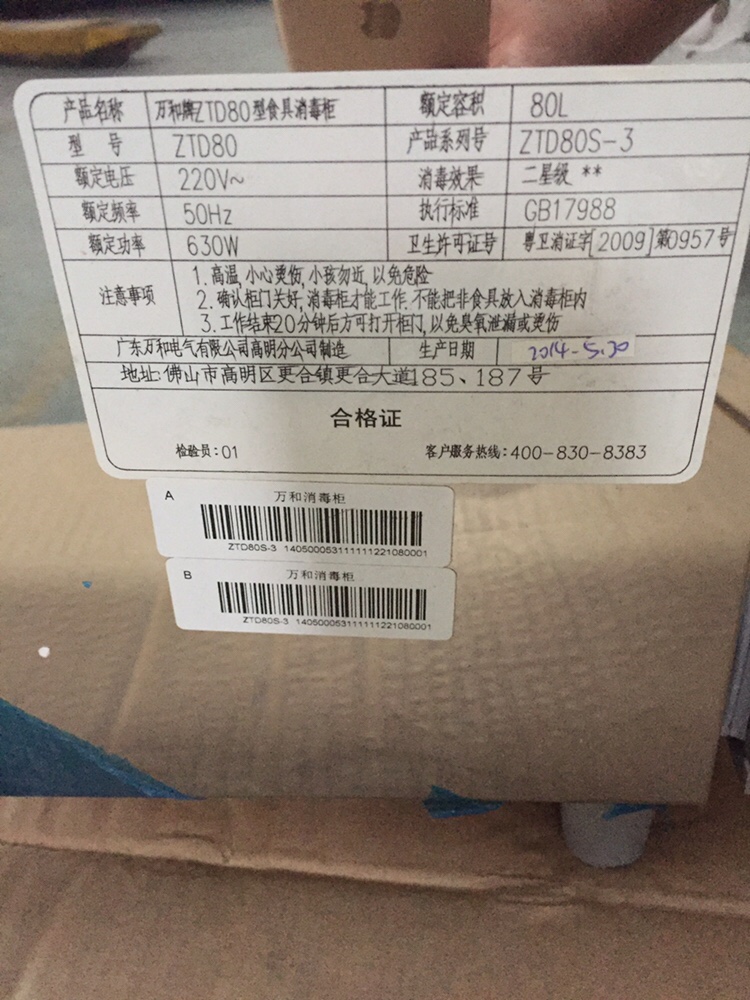 产品名称 万和牌ZTD80型食具消毒柜 额定容积 80L
型 号 ZTD80 产品系列号 ZTD80S-3
额定电压 220V~ 消毒效果 二星级 **
额定频率 50Hz 执行标准 GB17988
额定功率 630W 卫生许可证号 粤卫消证字[2009]第0957号
注意事项
1. 高温,小心烫伤,小孩勿近,以免危险
2. 确认柜门关好,消毒柜才能工作,不能把非食具放入消毒柜内
3. 工作结束20分钟后方可打开柜门,以免臭氧泄漏或烫伤
广东万和电气有限公司高明分公司制造 生产日期 2014-5.30
地址:佛山市高明区更合镇更合大道185、187号
合格证
检验员:01 客户服务热线:400-830-8383
A 万和消毒柜
ZTD80S-3 1405000531111111221080001
B 万和消毒柜
ZTD80S-3 1405000531111111221080001